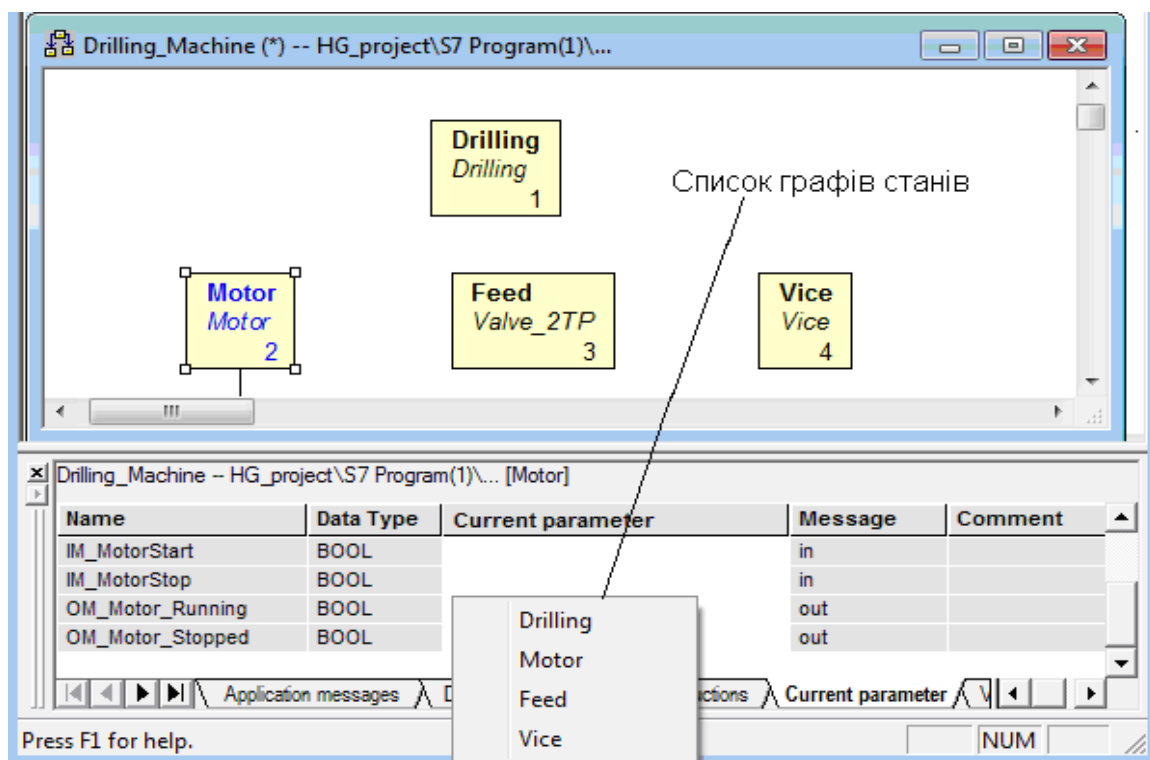 Drilling_Machine (*) -- HG_project\S7 Program(1)\...
Drilling
Drilling
1
Список графів станів
Motor
Motor
2
Feed
Valve_2TP
3
Vice
Vice
4
Drilling_Machine -- HG_project\S7 Program(1)\... [Motor]
Name Data Type Current parameter Message Comment
IM_MotorStart BOOL in
IM_MotorStop BOOL in
OM_Motor_Running BOOL out
OM_Motor_Stopped BOOL out
Drilling
Motor
Feed
Vice
Application messages Current parameter
Press F1 for help. NUM